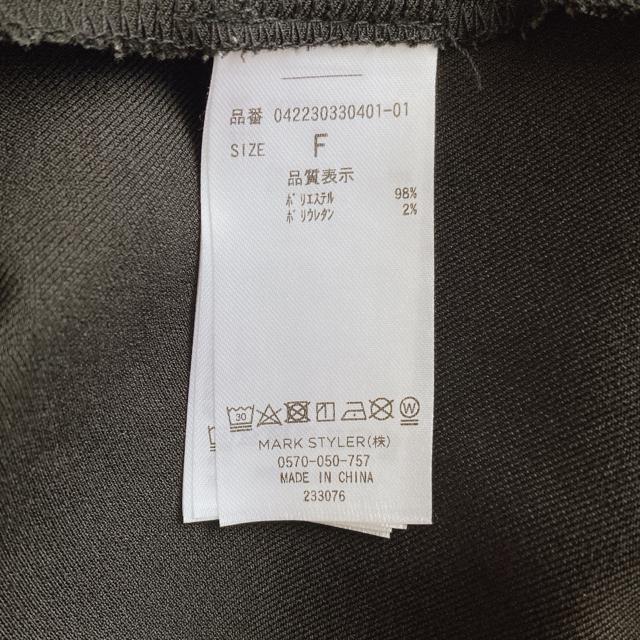 品番 042230330401-01
SIZE F
品質表示
ポリエステル 98%
ポリウレタン 2%
30 W
MARK STYLER(株)
0570-050-757
MADE IN CHINA
233076